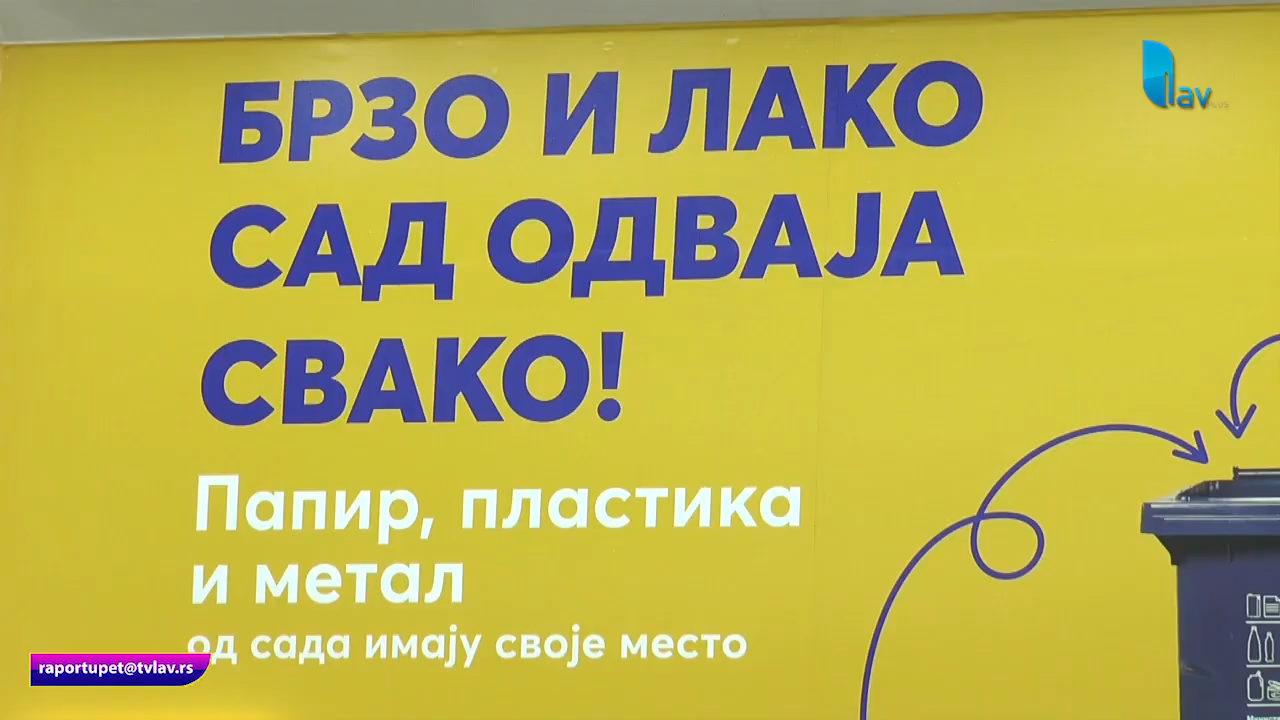 БРЗО И ЛАКО
САД ОДВАЈА
СВАКО!
Папир, пластика
и метал
од сада имају своје место
lav
raportupet@tvlav.rs